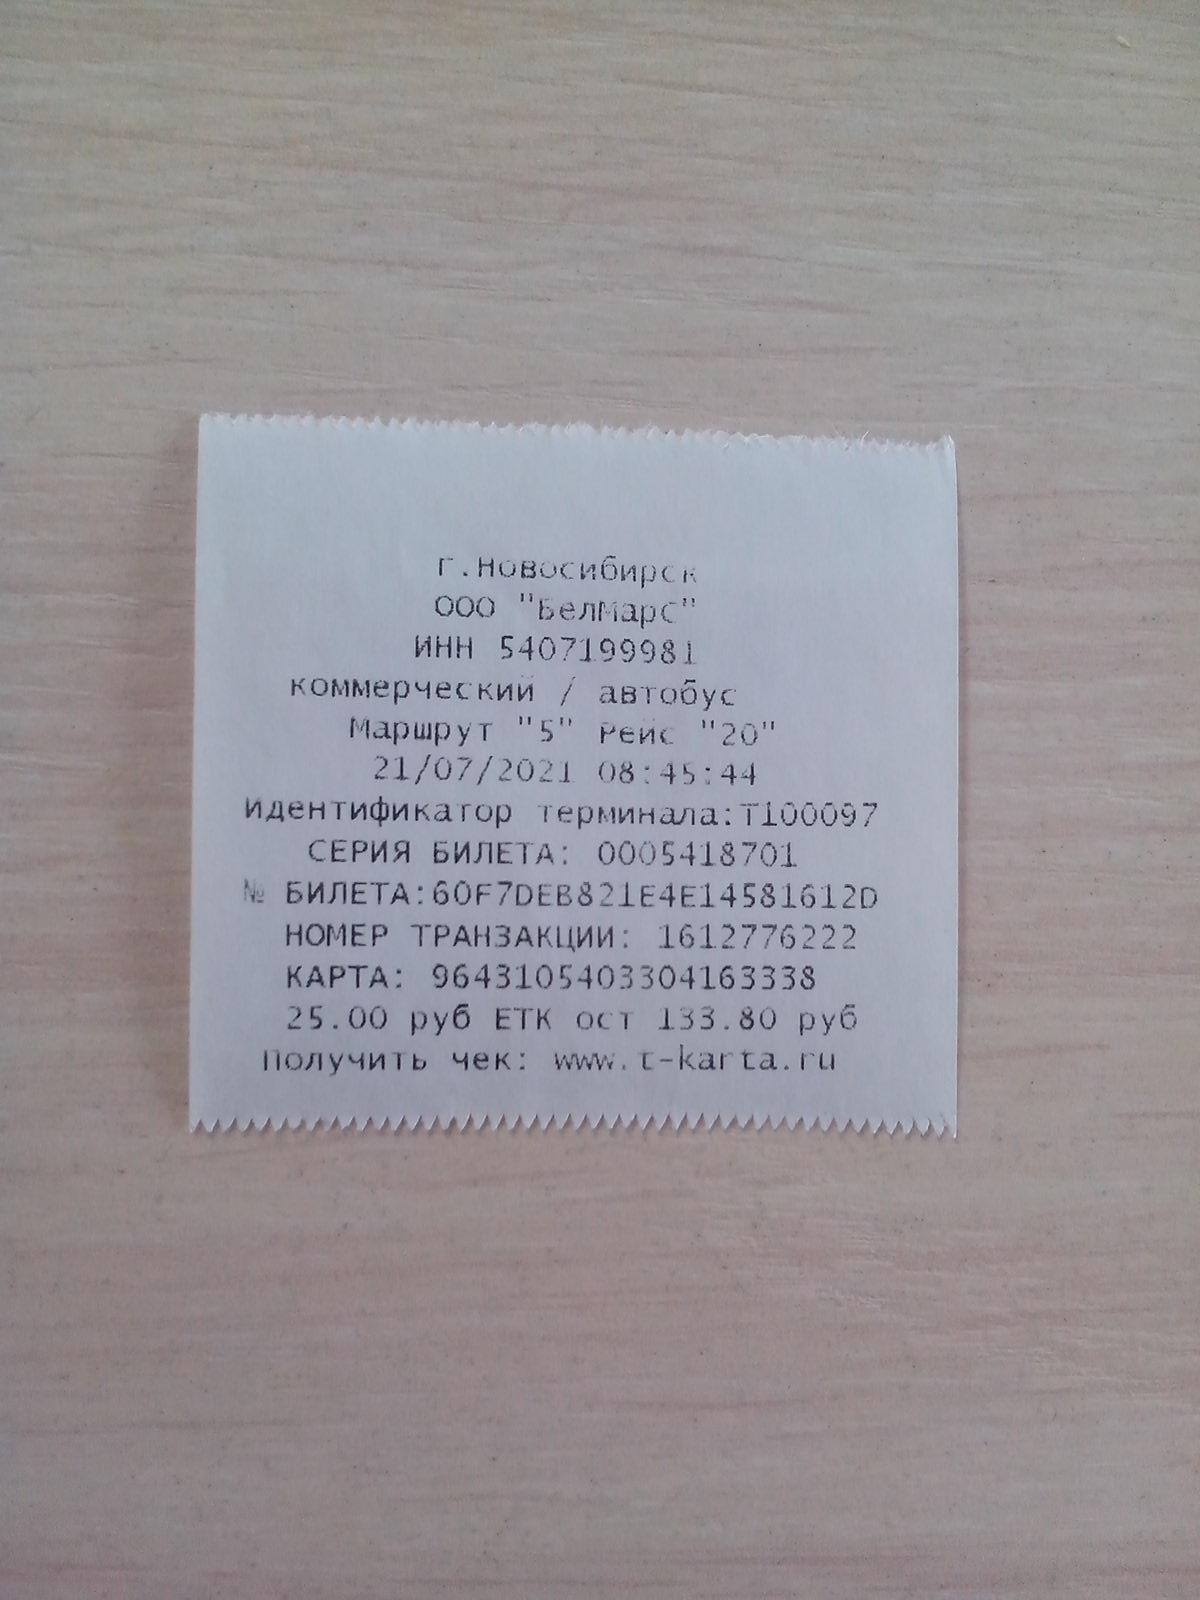 г.Новосибирск
ООО "БелМарс"
ИНН 5407199981
коммерческий / автобус
Маршрут "5" Рейс "20"
21/07/2021 08:45:44
Идентификатор терминала:Т100097
СЕРИЯ БИЛЕТА: 0005418701
№ БИЛЕТА:60F7DEB821E4E14581612D
НОМЕР ТРАНЗАКЦИИ: 1612776222
КАРТА: 9643105403304163338
25.00 руб ЕТК ост 133.80 руб
Получить чек: www.t-karta.ru